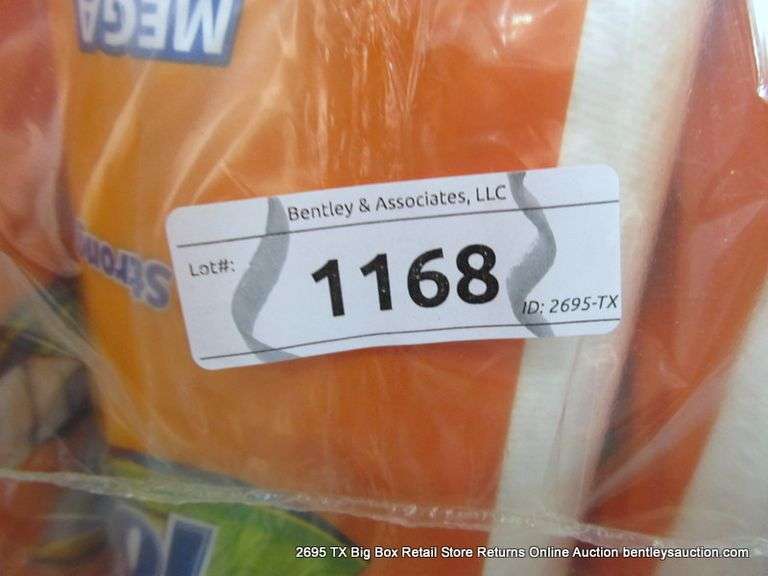 MEGA
Strong
Bentley & Associates, LLC
Lot#:
1168
ID: 2695-TX
2695 TX Big Box Retail Store Returns Online Auction bentleysauction.com